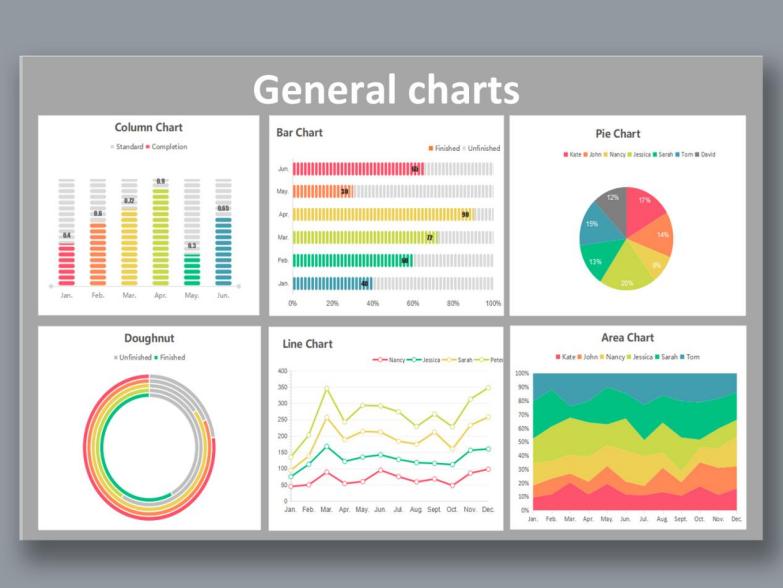 General charts
Column Chart
Standard Completion
0.4
0.6
0.72
0.9
0.3
0.65
Jan. Feb. Mar. Apr. May. Jun.
Bar Chart
Finished Unfinished
Jun.
May. 30
Apr. 90
Mar. 72
Feb.
Jan. 40
0% 20% 40% 60% 80% 100%
Pie Chart
Kate John Nancy Jessica Sarah Tom David
12% 17%
15% 14%
13% 9%
20%
Doughnut
Unfinished Finished
Line Chart
Nancy Jessica Sarah Peter
400
350
300
250
200
150
100
50
0
Jan. Feb. Mar. Apr. May. Jun. Jul. Aug. Sept. Oct. Nov. Dec.
Area Chart
Kate John Nancy Jessica Sarah Tom
100%
90%
80%
70%
60%
50%
40%
30%
20%
10%
0%
Jan. Feb. Mar. Apr. May. Jun. Jul. Aug. Sept. Oct. Nov. Dec.